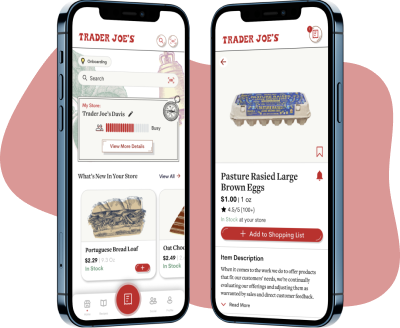 TRADER JOE'S
Onboarding
Search
My Store:
Trader Joe's Davis
Busy
View More Details
What's New in Your Store
View All →
Portuguese Bread Loaf
$2.29
In Stock
Out Cho
$2.49
In Stock
TRADER JOE'S
Pasture Rasied Large
Brown Eggs
$1.00 | 1 oz
★ 4.5/5 (100+)
In Stock at your store
+ Add to Shopping List
Item Description
When it comes to the work we do to offer products
that fit our customers' needs, we're continually
evaluating our offerings and adjusting them as
warranted by sales and direct customer feedback.
Read More